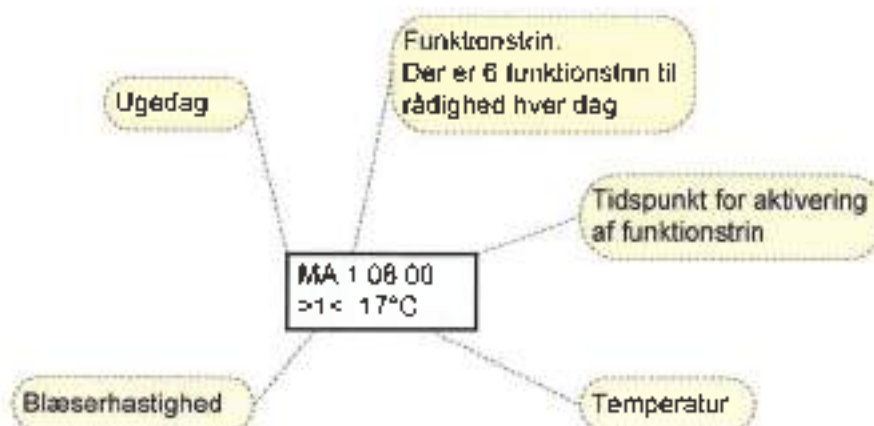 Funktionstrin.
Der er 6 funktionstrin til
rådighed hver dag
Ugedag
Tidspunkt for aktivering
af funktionstrin
MA 1 08 00
>1< 17°C
Blæserhastighed
Temperatur